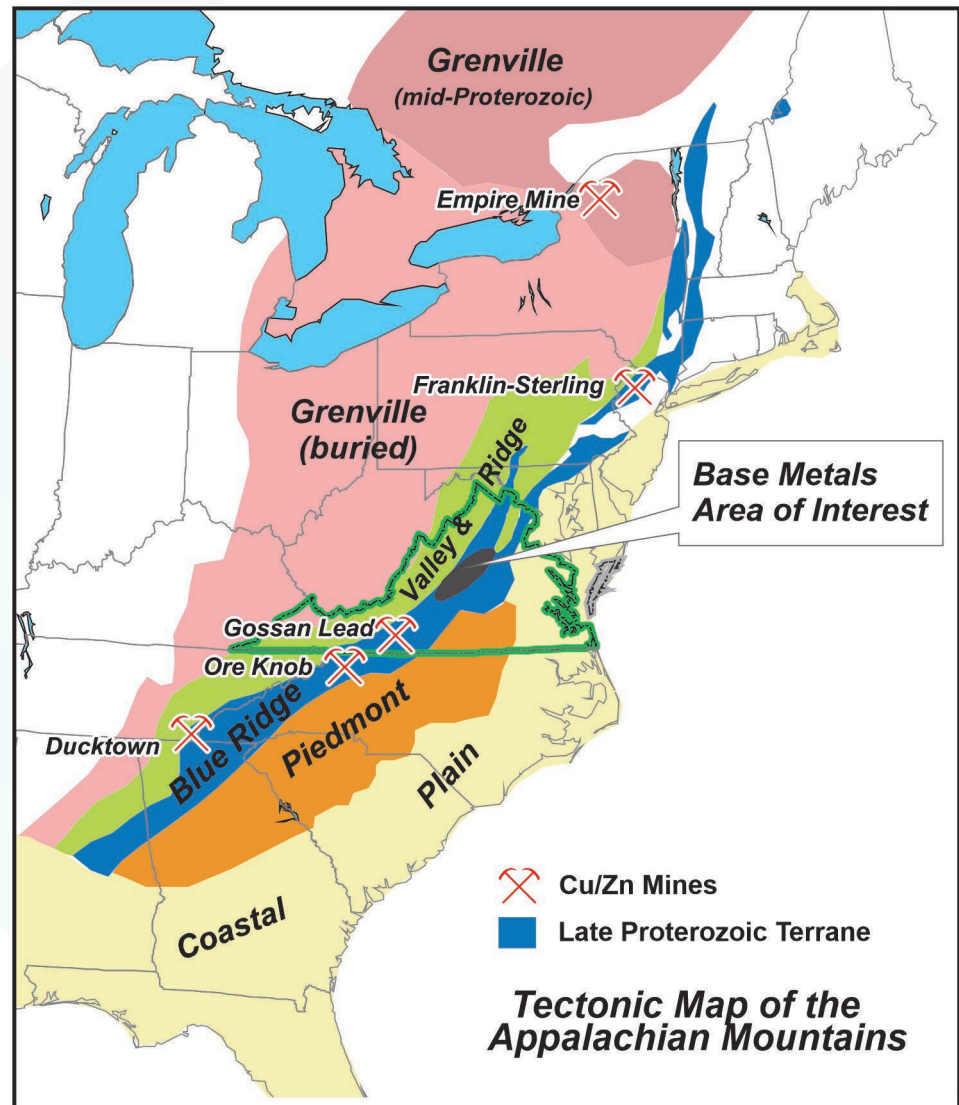 Grenville
(mid-Proterozoic)
Empire Mine
Franklin-Sterling
Grenville
(buried)
Valley & Ridge
Base Metals
Area of Interest
Gossan Lead
Ore Knob
Ducktown
Blue Ridge
Piedmont
Coastal Plain
Cu/Zn Mines
Late Proterozoic Terrane
Tectonic Map of the
Appalachian Mountains